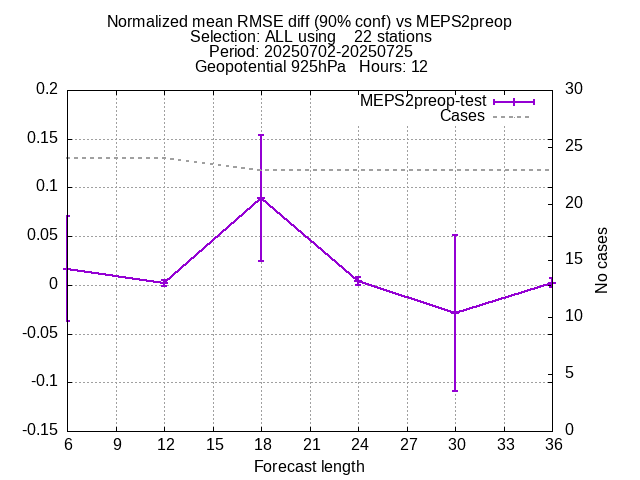 Normalized mean RMSE diff (90% conf) vs MEPS2preop
Selection: ALL using    22 stations
Period: 20250702-20250725
Geopotential 925hPa   Hours: 12
MEPS2preop-test
Cases
0.2
0.15
0.1
0.05
0
-0.05
-0.1
-0.15
30
25
20
15
10
5
0
No cases
6 9 12 15 18 21 24 27 30 33 36
Forecast length